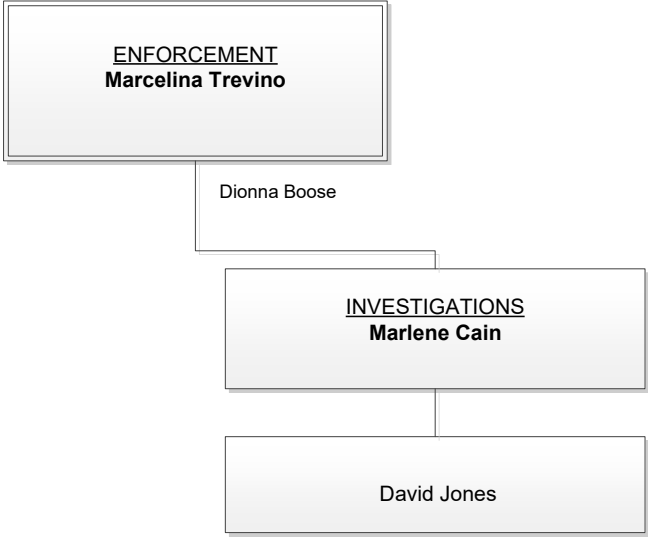 ENFORCEMENT
Marcelina Trevino
Dionna Boose
INVESTIGATIONS
Marlene Cain
David Jones